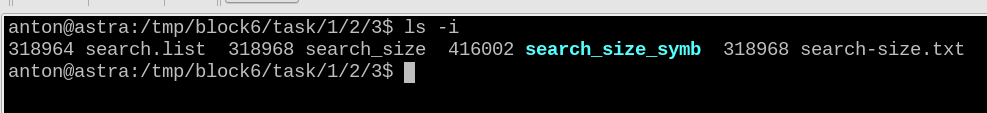 anton@astra:/tmp/block6/task/1/2/3$ ls -i
318964 search.list  318968 search_size  416002 search_size_symb  318968 search-size.txt
anton@astra:/tmp/block6/task/1/2/3$